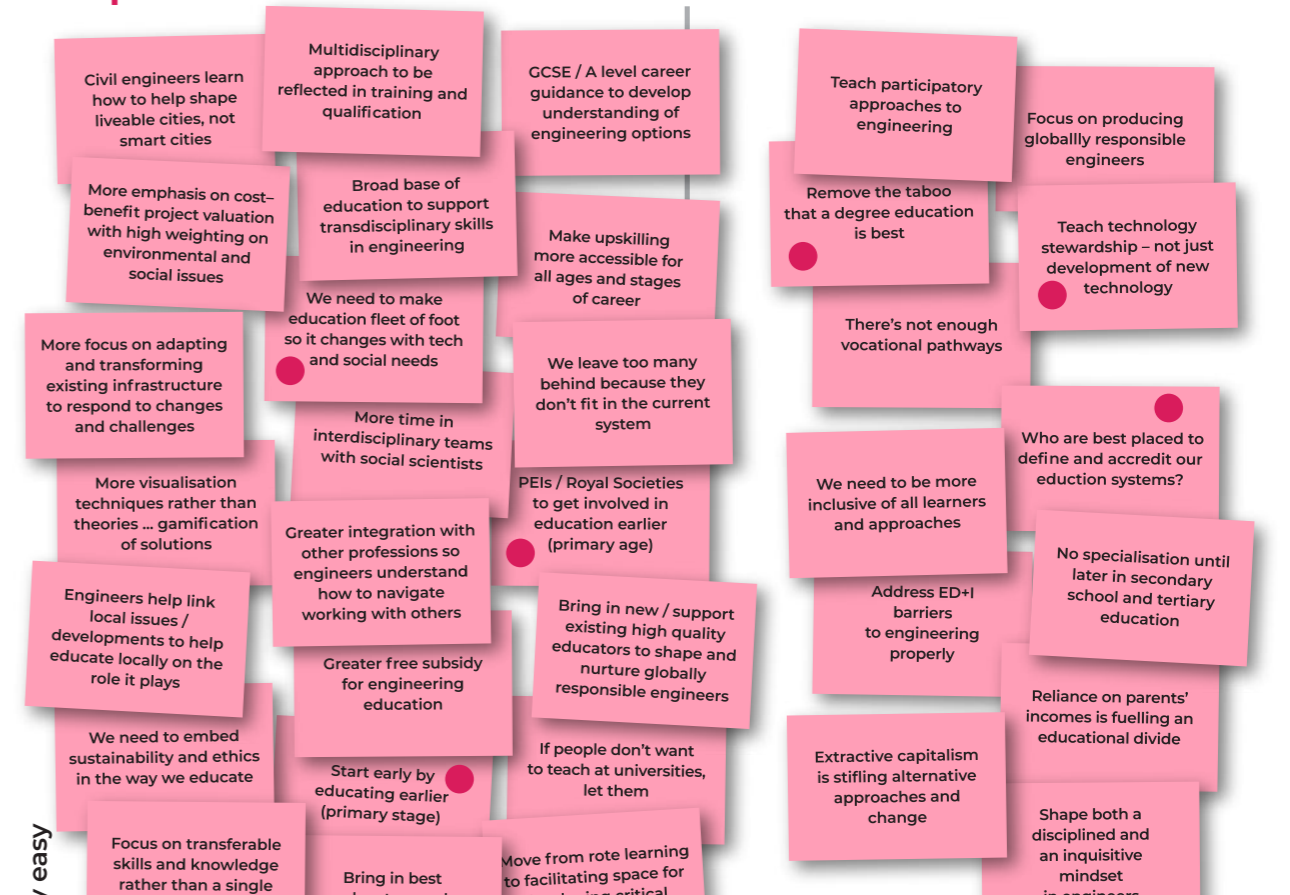 Civil engineers learn
how to help shape
liveable cities, not
smart cities
Multidisciplinary
approach to be
reflected in training and
qualification
GCSE / A level career
guidance to develop
understanding of
engineering options
More emphasis on cost–
benefit project valuation
with high weighting on
environmental and
social issues
Broad base of
education to support
transdisciplinary skills
in engineering
Make upskilling
more accessible for
all ages and stages
of career
We need to make
education fleet of foot
so it changes with tech
and social needs
More focus on adapting
and transforming
existing infrastructure
to respond to changes
and challenges
We leave too many
behind because they
don't fit in the current
system
More time in
interdisciplinary teams
with social scientists
More visualisation
techniques rather than
theories ... gamification
of solutions
PEIs / Royal Societies
to get involved in
education earlier
(primary age)
Greater integration with
other professions so
engineers understand
how to navigate
working with others
Engineers help link
local issues /
developments to help
educate locally on the
role it plays
Bring in new / support
existing high quality
educators to shape and
nurture globally
responsible engineers
Greater free subsidy
for engineering
education
We need to embed
sustainability and ethics
in the way we educate
Start early by
educating earlier
(primary stage)
If people don't want
to teach at universities,
let them
Focus on transferable
skills and knowledge
rather than a single
Bring in best
Move from rote learning
to facilitating space for
critical
easy
Teach participatory
approaches to
engineering
Focus on producing
globallly responsible
engineers
Remove the taboo
that a degree education
is best
Teach technology
stewardship – not just
development of new
technology
There's not enough
vocational pathways
Who are best placed to
define and accredit our
eduction systems?
We need to be more
inclusive of all learners
and approaches
No specialisation until
later in secondary
school and tertiary
education
Address ED+I
barriers
to engineering
properly
Reliance on parents'
incomes is fuelling an
educational divide
Extractive capitalism
is stifling alternative
approaches and
change
Shape both a
disciplined and
an inquisitive
mindset
in engineers